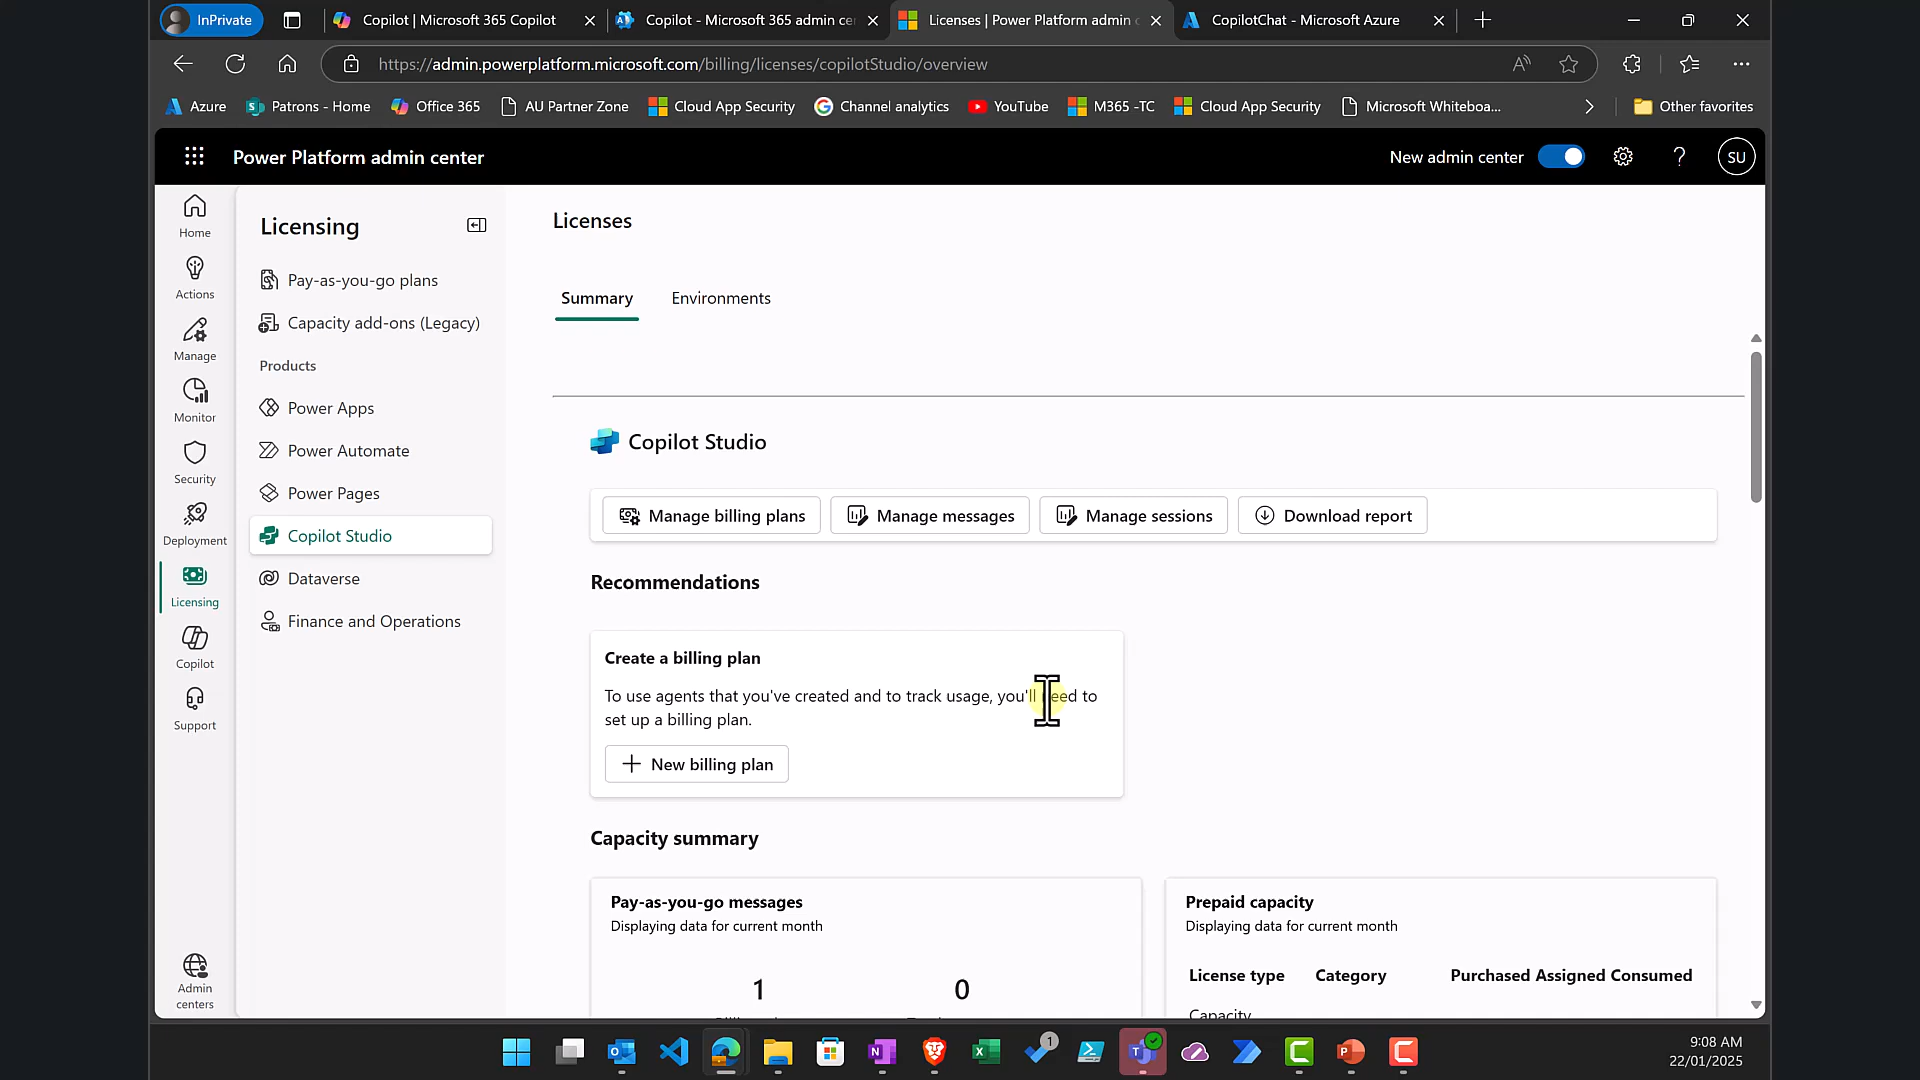 InPrivate
Copilot | Microsoft 365 Copilot
Copilot - Microsoft 365 admin cen
Licenses | Power Platform admin c
CopilotChat - Microsoft Azure
https://admin.powerplatform.microsoft.com/billing/licenses/copilotStudio/overview
Azure
Patrons - Home
Office 365
AU Partner Zone
Cloud App Security
Channel analytics
YouTube
M365 -TC
Cloud App Security
Microsoft Whiteboa...
Other favorites
Power Platform admin center
New admin center
SU
Home
Actions
Manage
Monitor
Security
Deployment
Licensing
Copilot
Support
Admin
centers
Licensing
Pay-as-you-go plans
Capacity add-ons (Legacy)
Products
Power Apps
Power Automate
Power Pages
Copilot Studio
Dataverse
Finance and Operations
Licenses
Summary
Environments
Copilot Studio
Manage billing plans
Manage messages
Manage sessions
Download report
Recommendations
Create a billing plan
To use agents that you've created and to track usage, you'll need to
set up a billing plan.
New billing plan
Capacity summary
Pay-as-you-go messages
Displaying data for current month
1
0
Prepaid capacity
Displaying data for current month
License type Category Purchased Assigned Consumed
Capacity
1
9:08 AM
22/01/2025